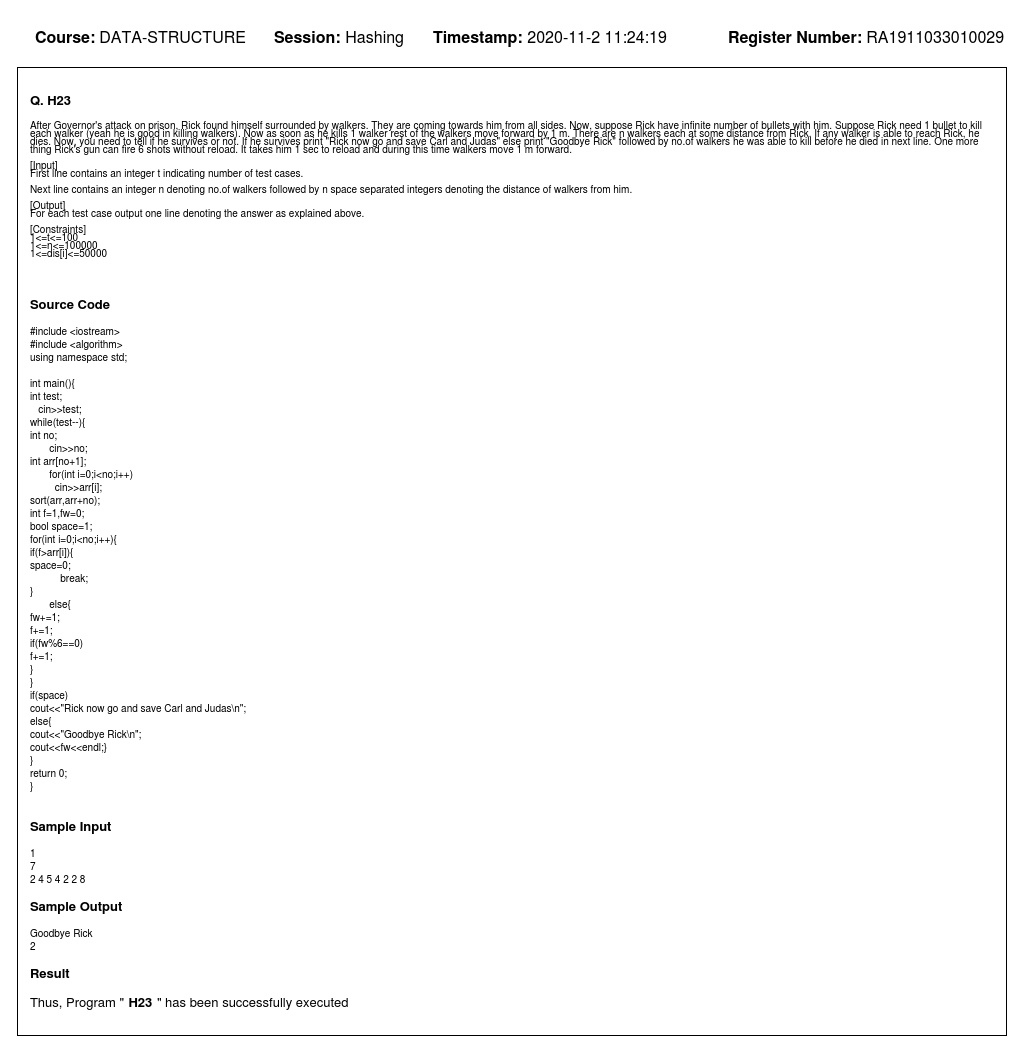 Course: DATA-STRUCTURE Session: Hashing Timestamp: 2020-11-2 11:24:19 Register Number: RA1911033010029
Q. H23
After Governor's attack on prison, Rick found himself surrounded by walkers. They are coming towards him from all sides. Now, suppose Rick have infinite number of bullets with him. Suppose Rick need 1 bullet to kill
each walker (yeah he is good in killing walkers). Now as soon as he kills 1 walker rest of the walkers move forward by 1 m. There are n walkers each at some distance from Rick. If any walker is able to reach Rick, he
dies. Now, you need to tell if he survives or not. If he survives print "Rick now go and save Carl and Judas" else print "Goodbye Rick" followed by no.of walkers he was able to kill before he died in next line. One more
thing Rick's gun can fire 6 shots without reload. It takes him 1 sec to reload and during this time walkers move 1 m forward.
[Input]
First line contains an integer t indicating number of test cases.
Next line contains an integer n denoting no.of walkers followed by n space separated integers denoting the distance of walkers from him.
[Output]
For each test case output one line denoting the answer as explained above.
[Constraints]
1<=t<=100
1<=n<=100000
1<=dis[i]<=50000
Source Code
#include <iostream>
#include <algorithm>
using namespace std;
int main(){
int test;
cin>>test;
while(test--){
int no;
cin>>no;
int arr[no+1];
for(int i=0;i<no;i++)
cin>>arr[i];
sort(arr,arr+no);
int f=1,fw=0;
bool space=1;
for(int i=0;i<no;i++){
if(f>arr[i]){
space=0;
break;
}
else{
fw+=1;
f+=1;
if(fw%6==0)
f+=1;
}
}
if(space)
cout<<"Rick now go and save Carl and Judas\n";
else{
cout<<"Goodbye Rick\n";
cout<<fw<<endl;}
}
return 0;
}
Sample Input
1
7
2 4 5 4 2 2 8
Sample Output
Goodbye Rick
2
Result
Thus, Program " H23 " has been successfully executed